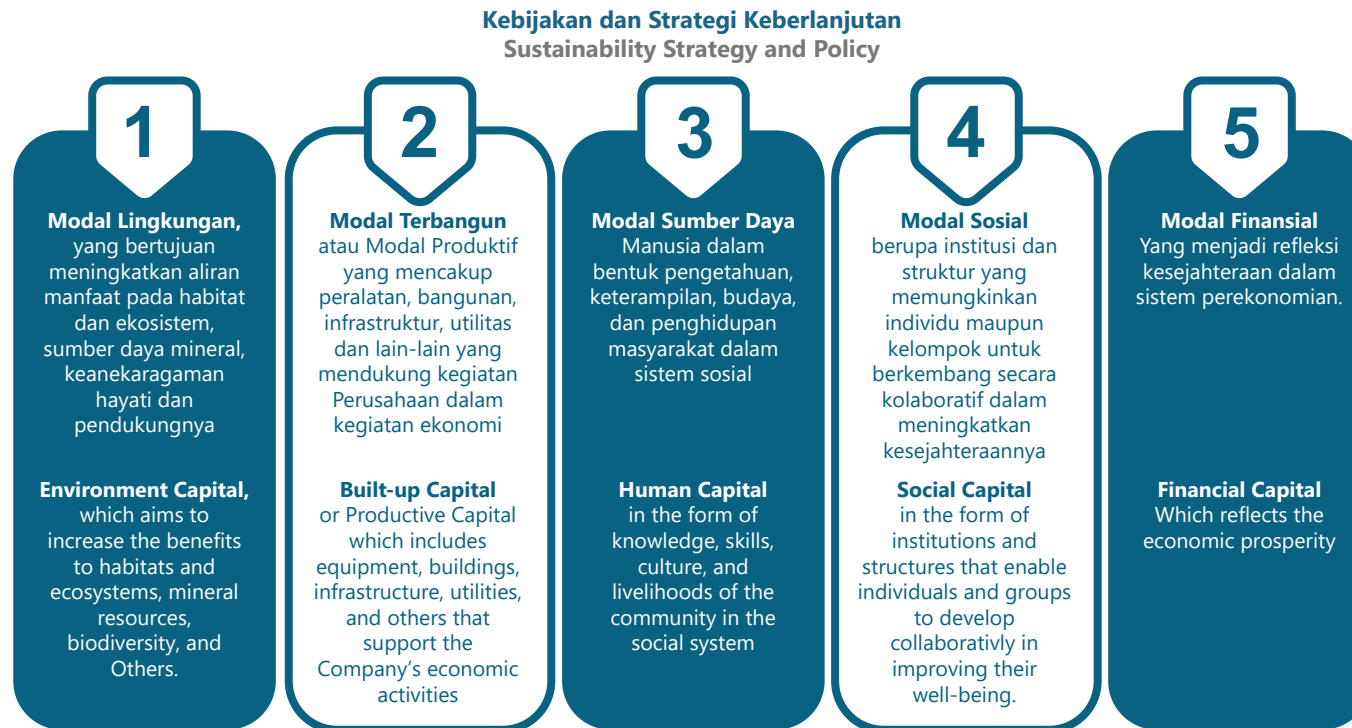 Kebijakan dan Strategi Keberlanjutan
Sustainability Strategy and Policy
1
Modal Lingkungan,
yang bertujuan
meningkatkan aliran
manfaat pada habitat
dan ekosistem,
sumber daya mineral,
keanekaragaman
hayati dan
pendukungnya
Environment Capital,
which aims to
increase the benefits
to habitats and
ecosystems, mineral
resources,
biodiversity, and
Others.
2
Modal Terbangun
atau Modal Produktif
yang mencakup
peralatan, bangunan,
infrastruktur, utilitas
dan lain-lain yang
mendukung kegiatan
Perusahaan dalam
kegiatan ekonomi
Built-up Capital
or Productive Capital
which includes
equipment, buildings,
infrastructure, utilities,
and others that
support the
Company’s economic
activities
3
Modal Sumber Daya
Manusia dalam
bentuk pengetahuan,
keterampilan, budaya,
dan penghidupan
masyarakat dalam
sistem sosial
Human Capital
in the form of
knowledge, skills,
culture, and
livelihoods of the
community in the
social system
4
Modal Sosial
berupa institusi dan
struktur yang
memungkinkan
individu maupun
kelompok untuk
berkembang secara
kolaboratif dalam
meningkatkan
kesejahteraannya
Social Capital
in the form of
institutions and
structures that enable
individuals and groups
to develop
collaborativly in
improving their
well-being.
5
Modal Finansial
Yang menjadi refleksi
kesejahteraan dalam
sistem perekonomian.
Financial Capital
Which reflects the
economic prosperity